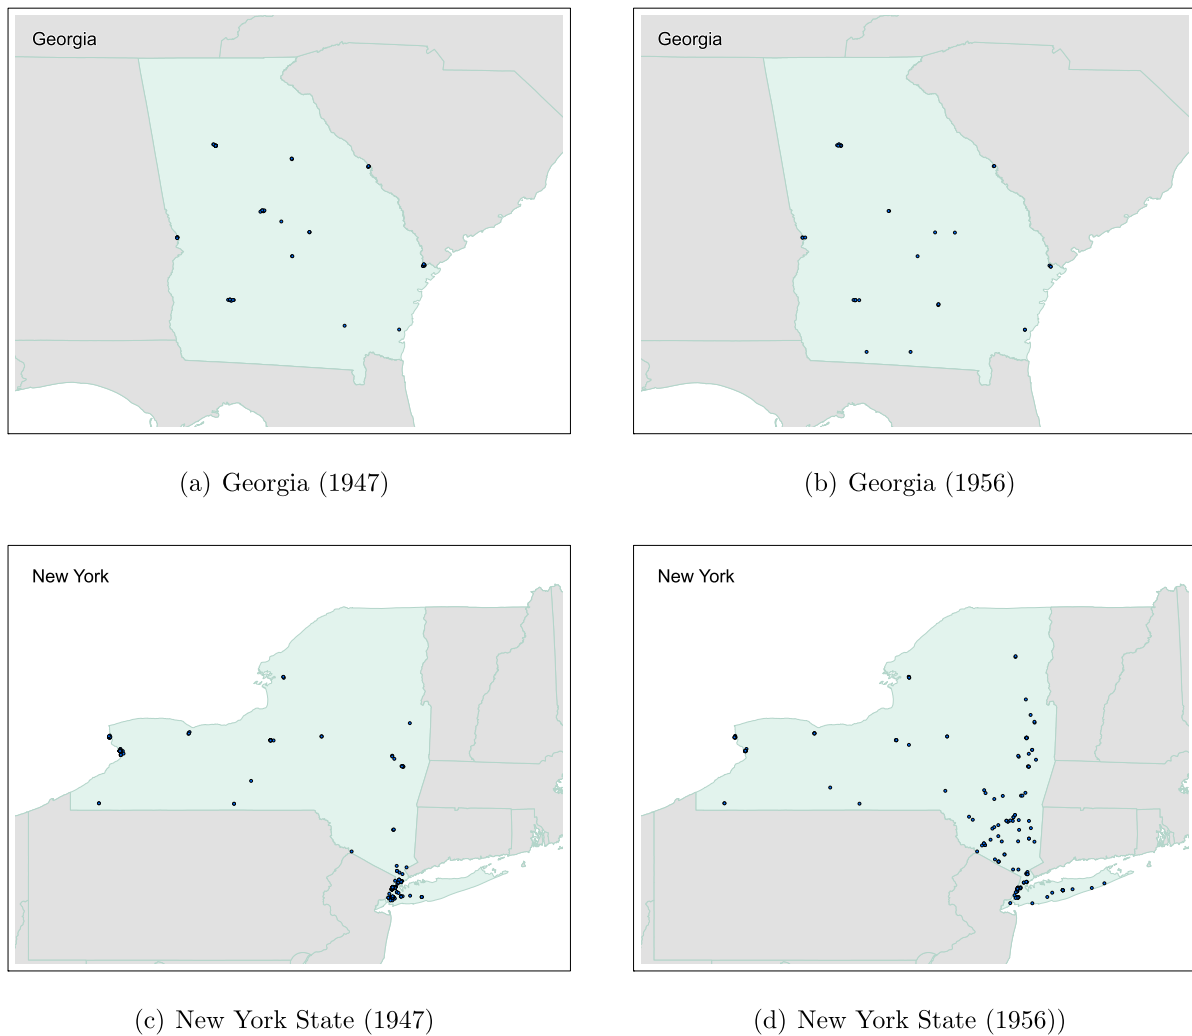 Georgia
Georgia
(a) Georgia (1947)
(b) Georgia (1956)
New York
New York
(c) New York State (1947)
(d) New York State (1956))